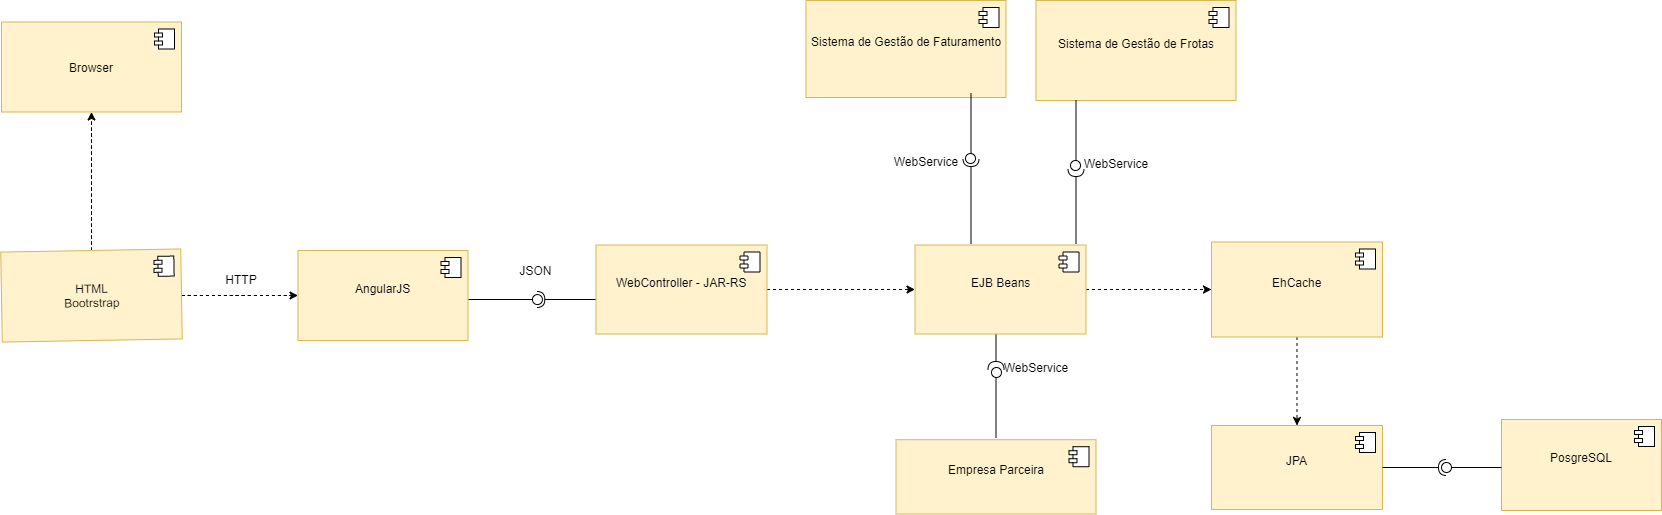 Sistema de Gestão de Faturamento
Sistema de Gestão de Frotas
Browser
WebService
WebService
HTTP
JSON
HTML
Bootrstrap
AngularJS
WebController - JAR-RS
EJB Beans
EhCache
WebService
Empresa Parceira
JPA
PosgreSQL